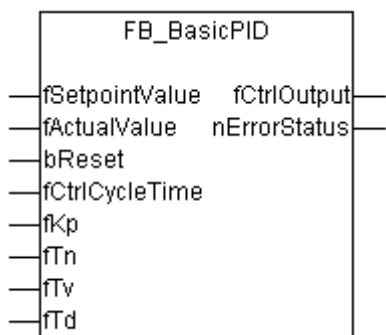 FB_BasicPID
fSetpointValue fCtrlOutput
fActualValue nErrorStatus
bReset
fCtrlCycleTime
fKp
fTn
fTv
fTd